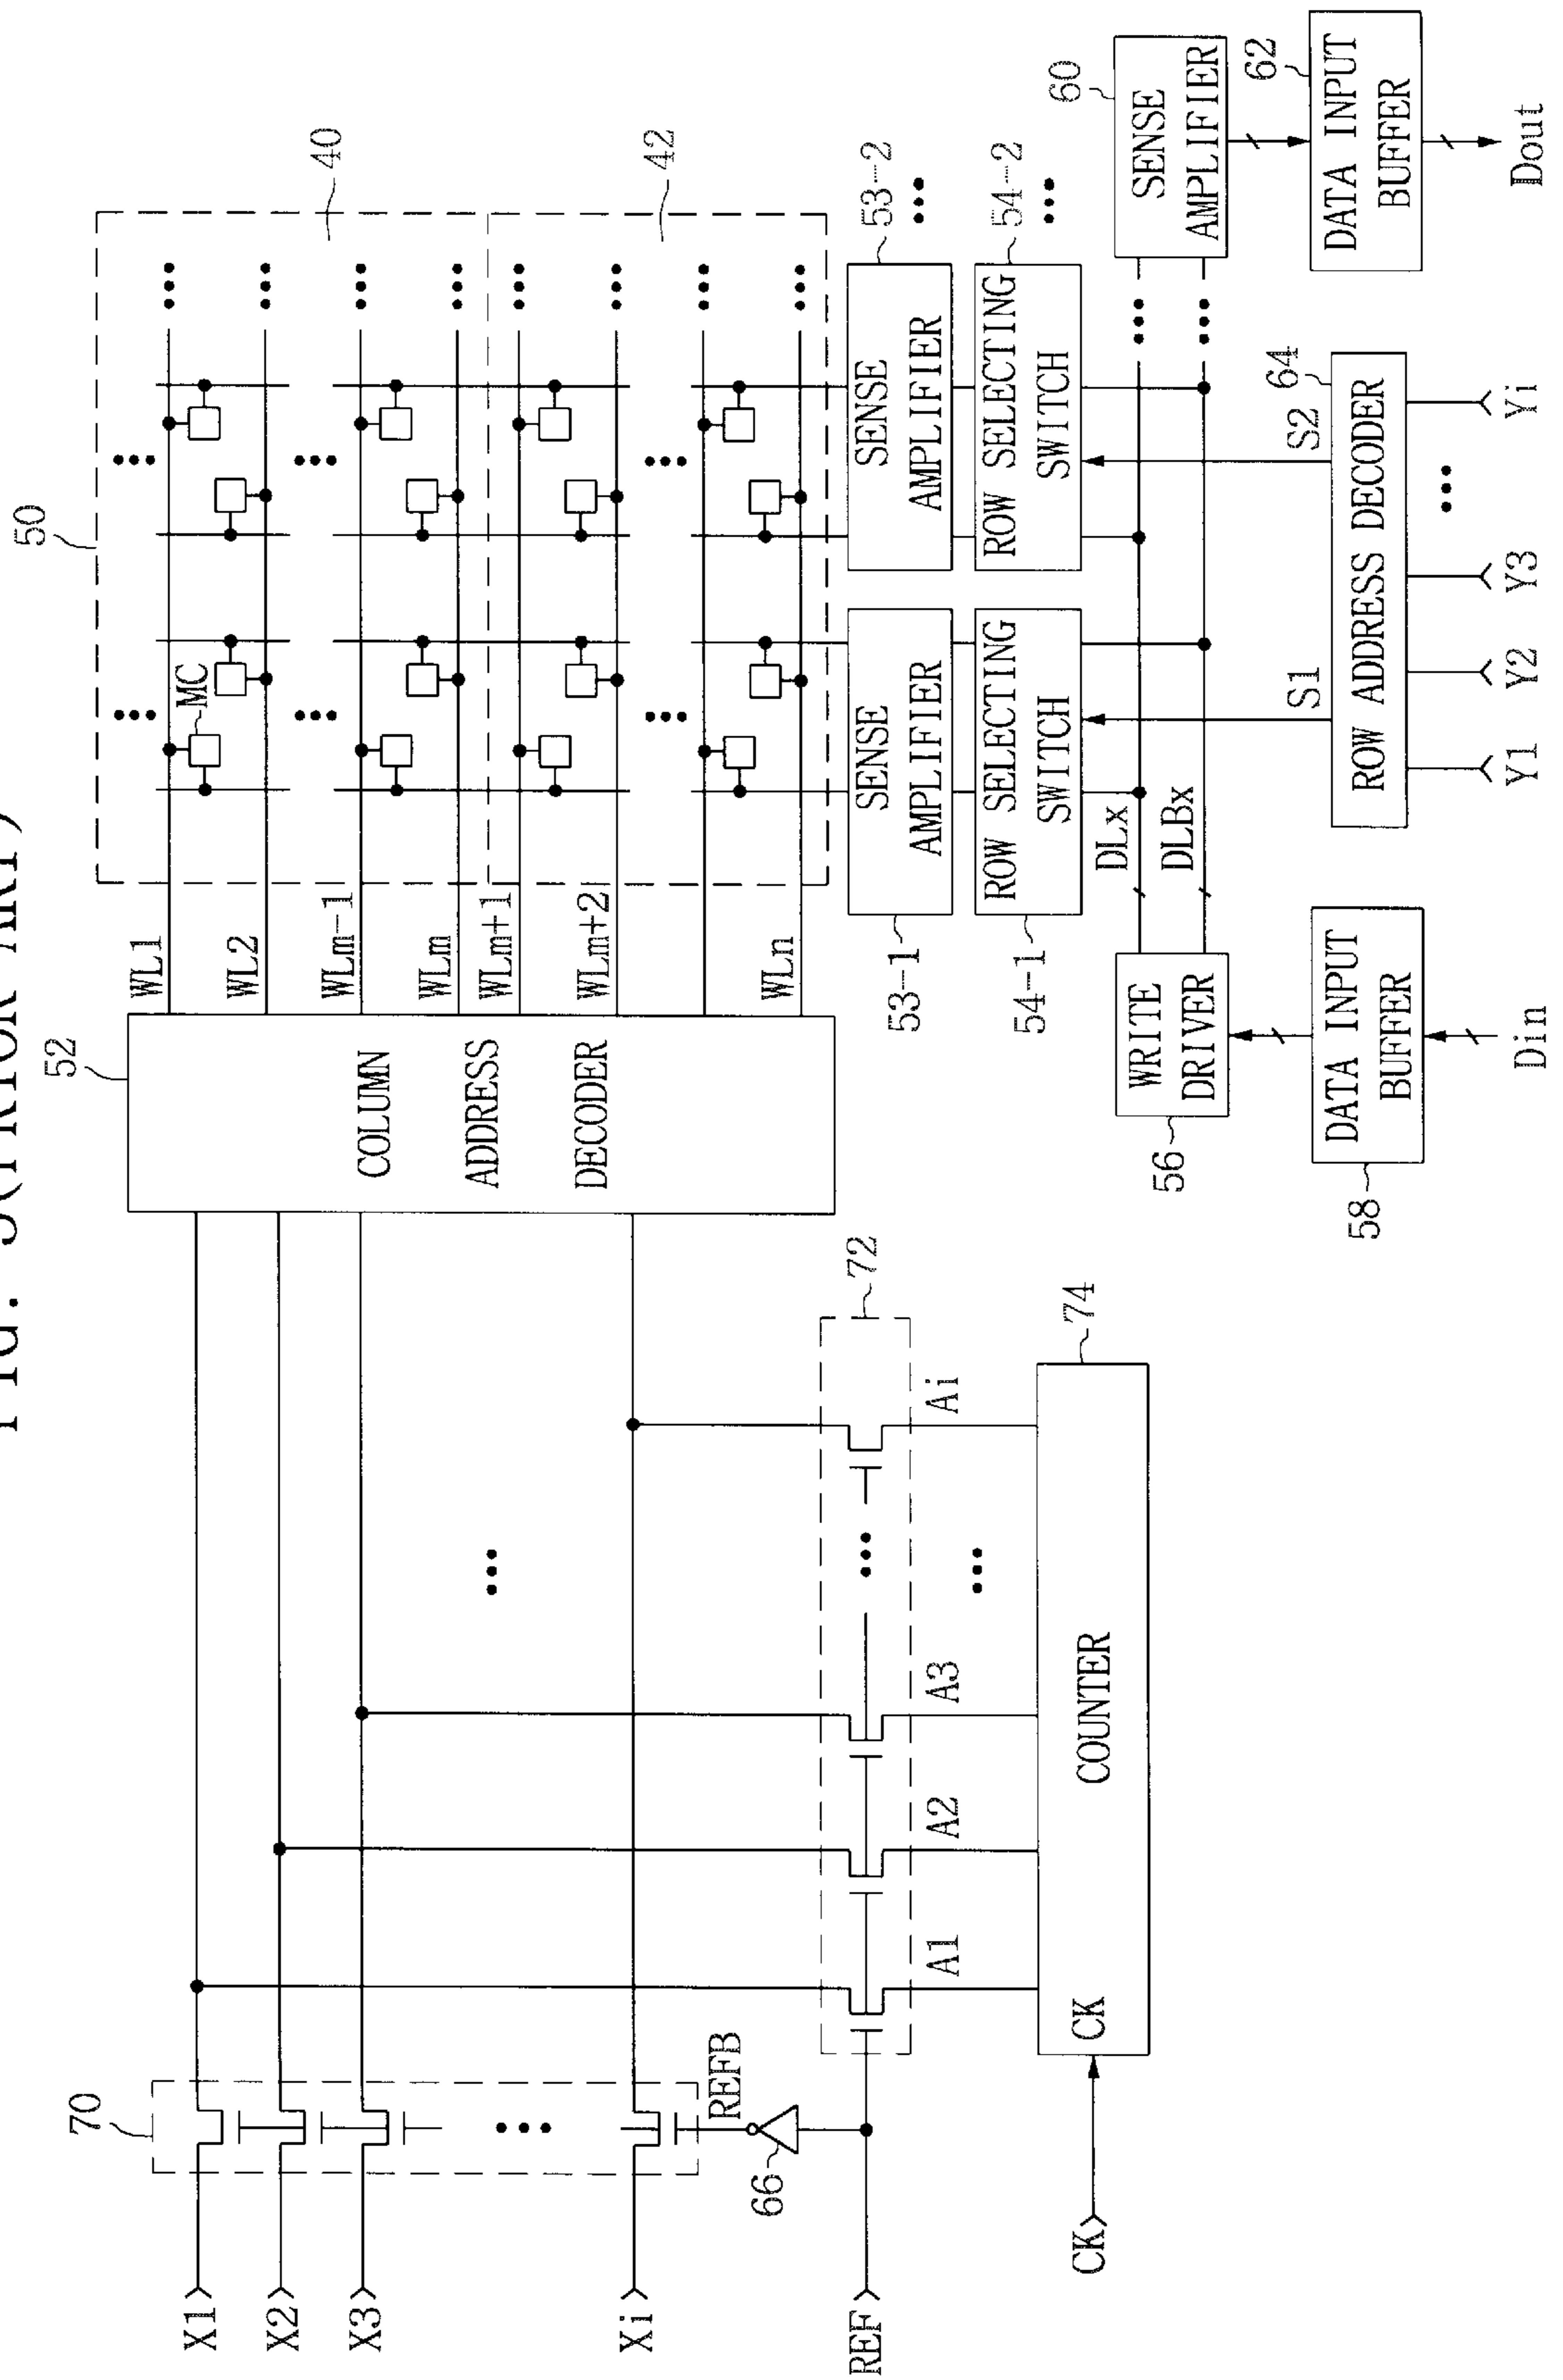 50
40
42
WL1
WL2
WLm-1
WLm
WLm+1
WLm+2
WLn
MC
52
COLUMN
ADDRESS
DECODER
SENSE
AMPLIFIER
53-1
SENSE
AMPLIFIER
53-2
ROW SELECTING
SWITCH
54-1
ROW SELECTING
SWITCH
54-2
DLx
DLBx
WRITE
DRIVER
56
DATA INPUT
BUFFER
58
Din
SENSE
AMPLIFIER
60
DATA INPUT
BUFFER
62
Dout
S1
S2
ROW ADDRESS DECODER
64
Y1
Y2
Y3
Yi
70
X1
X2
X3
Xi
REFB
66
REF
72
A1
A2
A3
Ai
CK
COUNTER
74
CK